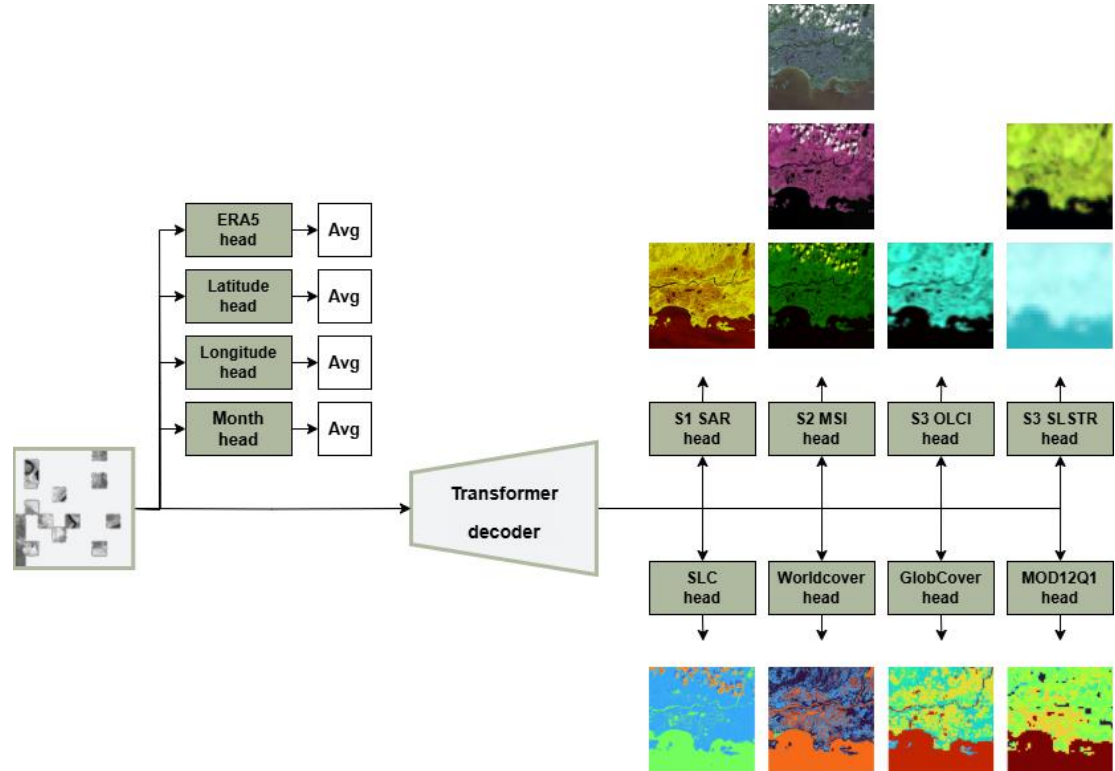 ERA5
head
Avg
Latitude
head
Avg
Longitude
head
Avg
Month
head
Avg
Transformer
decoder
S1 SAR
head
S2 MSI
head
S3 OLCI
head
S3 SLSTR
head
SLC
head
Worldcover
head
GlobCover
head
MOD12Q1
head